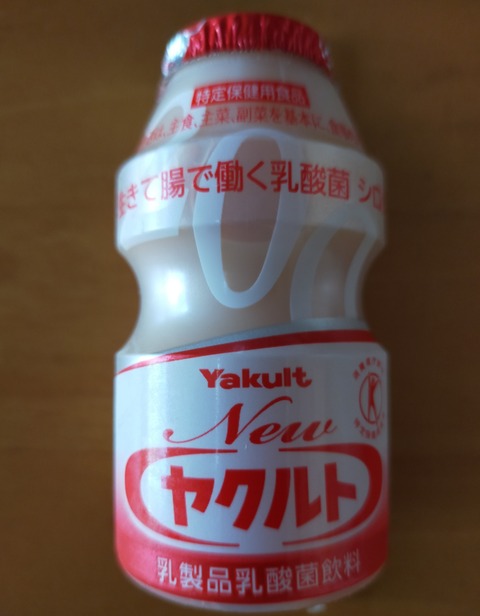 特定保健用食品
主食、主菜、副菜を基本に、
生きて腸で働く乳酸菌 シロ
Yakult
New
ヤクルト
乳製品乳酸菌飲料